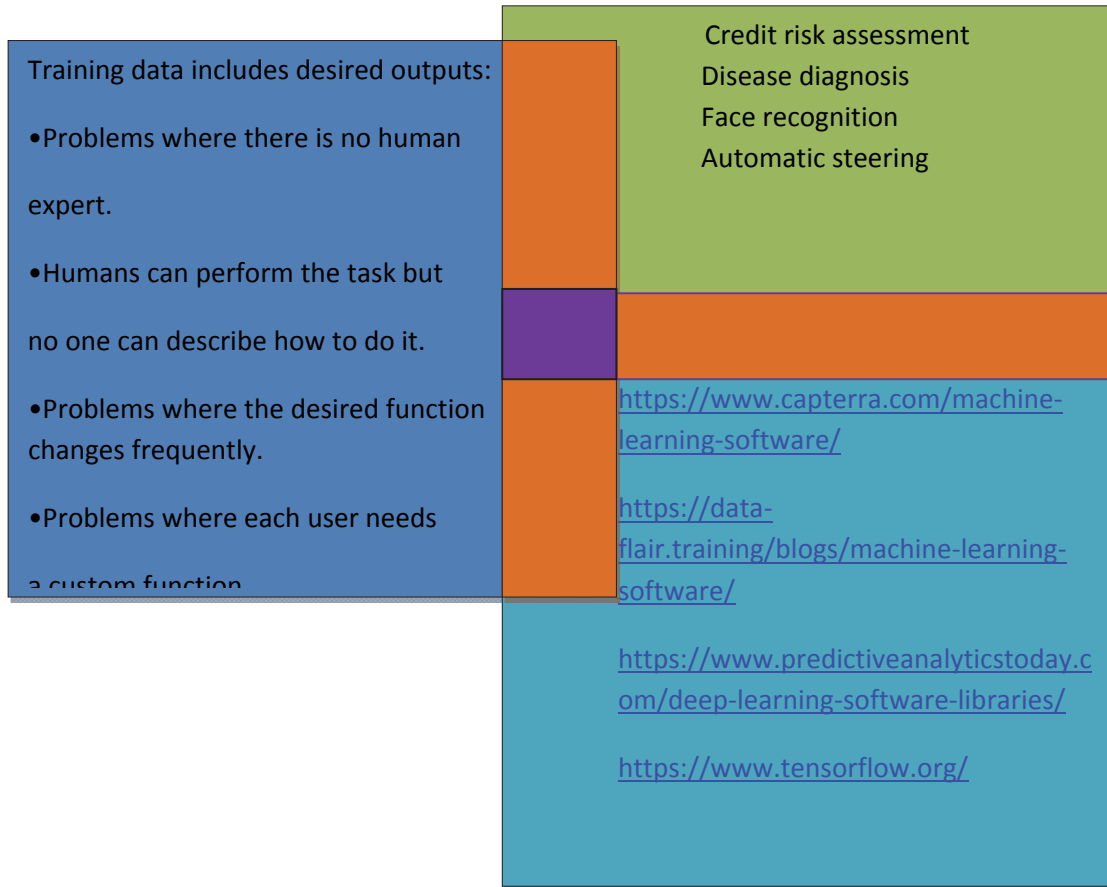 Training data includes desired outputs:
•Problems where there is no human
expert.
•Humans can perform the task but
no one can describe how to do it.
•Problems where the desired function
changes frequently.
•Problems where each user needs
a custom function
Credit risk assessment
Disease diagnosis
Face recognition
Automatic steering
https://www.capterra.com/machine-
learning-software/
https://data-
flair.training/blogs/machine-learning-
software/
https://www.predictiveanalyticstoday.c
om/deep-learning-software-libraries/
https://www.tensorflow.org/